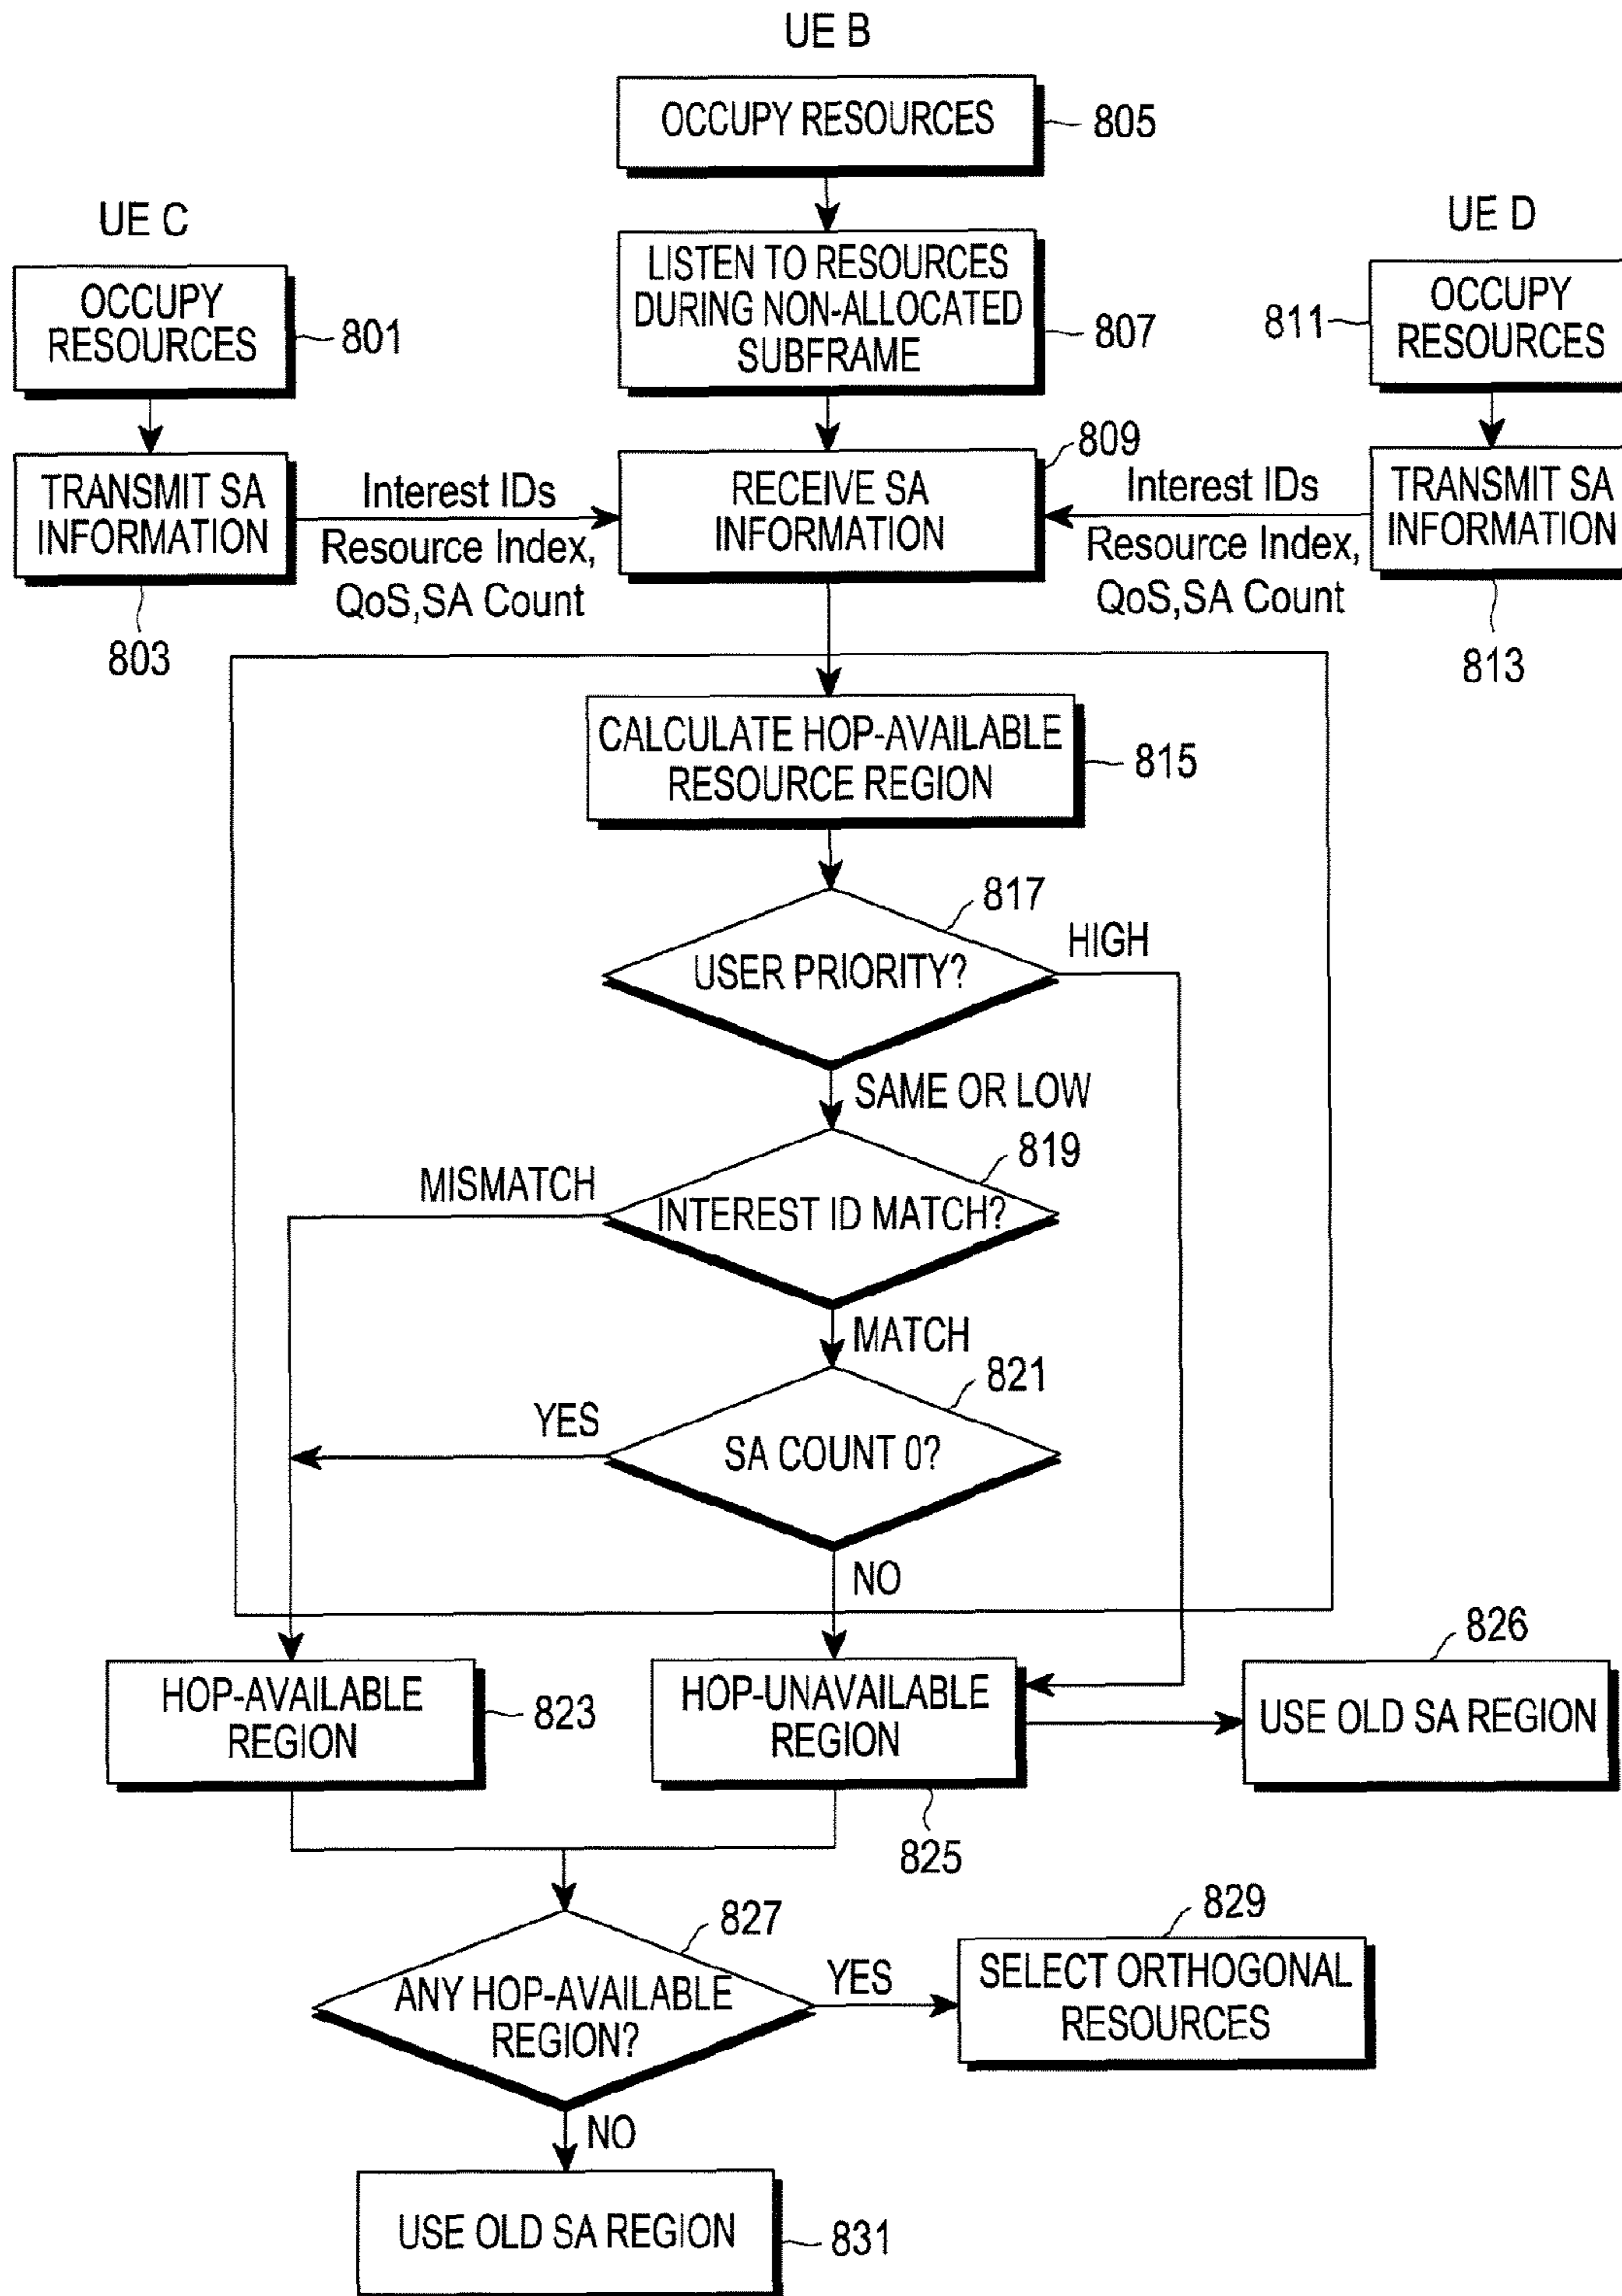 UE B
OCCUPY RESOURCES
805
UE C
UE D
OCCUPY
RESOURCES
801
LISTEN TO RESOURCES
DURING NON-ALLOCATED
SUBFRAME
807
811
OCCUPY
RESOURCES
TRANSMIT SA
INFORMATION
803
Interest IDs
Resource Index,
QoS,SA Count
RECEIVE SA
INFORMATION
809
Interest IDs
Resource Index,
QoS,SA Count
TRANSMIT SA
INFORMATION
813
CALCULATE HOP-AVAILABLE
RESOURCE REGION
815
817
USER PRIORITY?
HIGH
SAME OR LOW
819
MISMATCH
INTEREST ID MATCH?
MATCH
821
YES
SA COUNT 0?
NO
HOP-AVAILABLE
REGION
823
HOP-UNAVAILABLE
REGION
825
826
USE OLD SA REGION
827
ANY HOP-AVAILABLE
REGION?
YES
829
SELECT ORTHOGONAL
RESOURCES
NO
USE OLD SA REGION
831